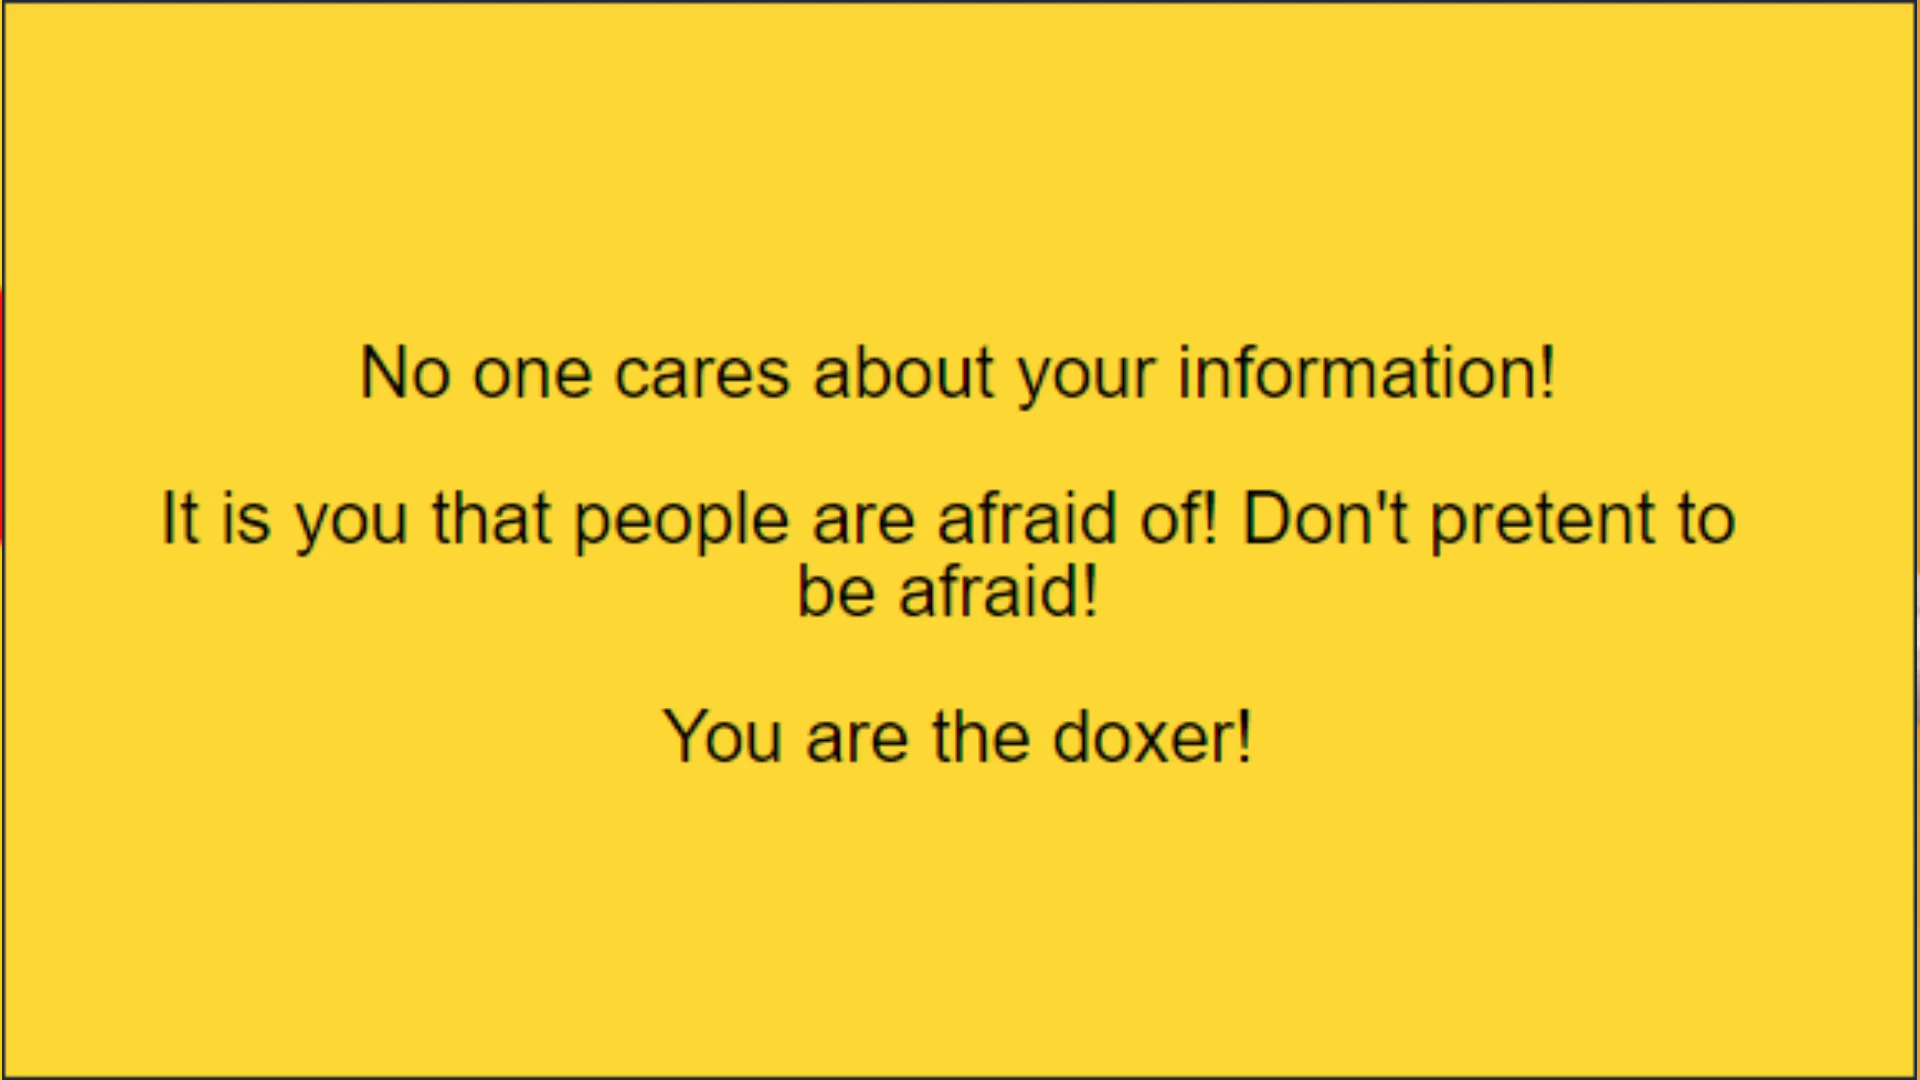 No one cares about your information!
It is you that people are afraid of! Don't pretent to
be afraid!
You are the doxer!